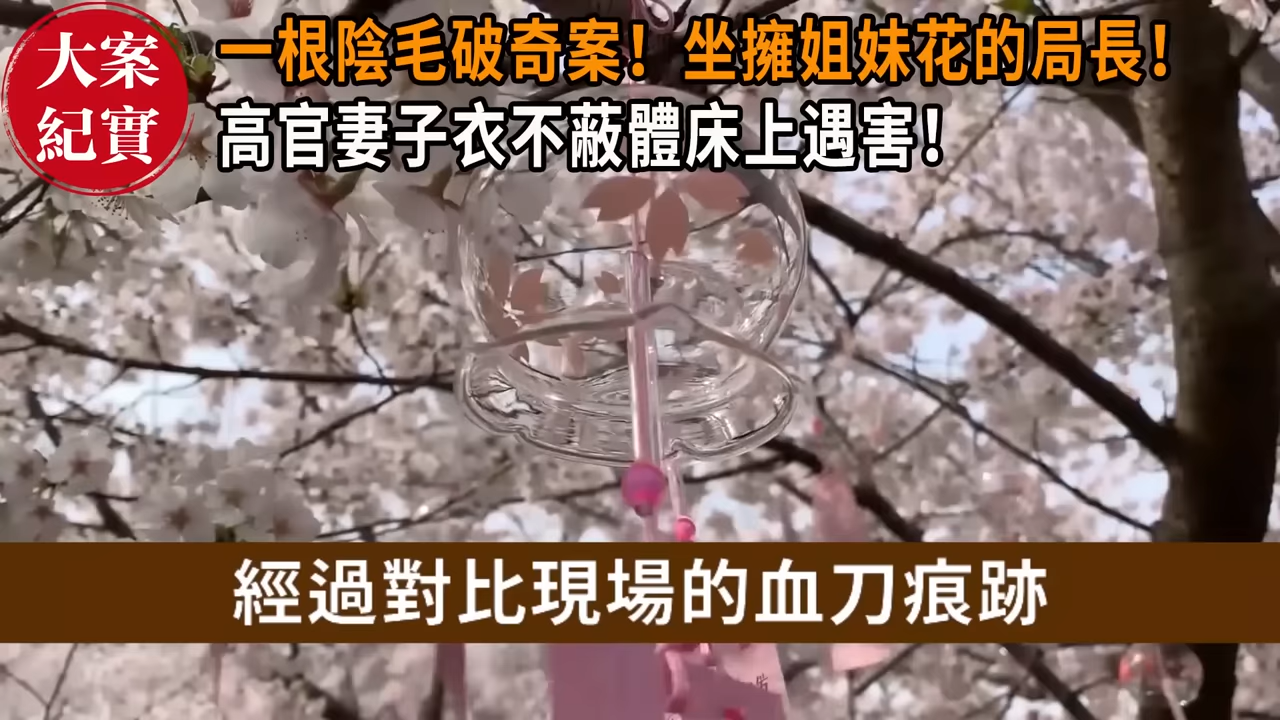 大案
紀實
一根陰毛破奇案！坐擁姐妹花的局長！
高官妻子衣不蔽體床上遇害！
經過對比現場的血刀痕跡